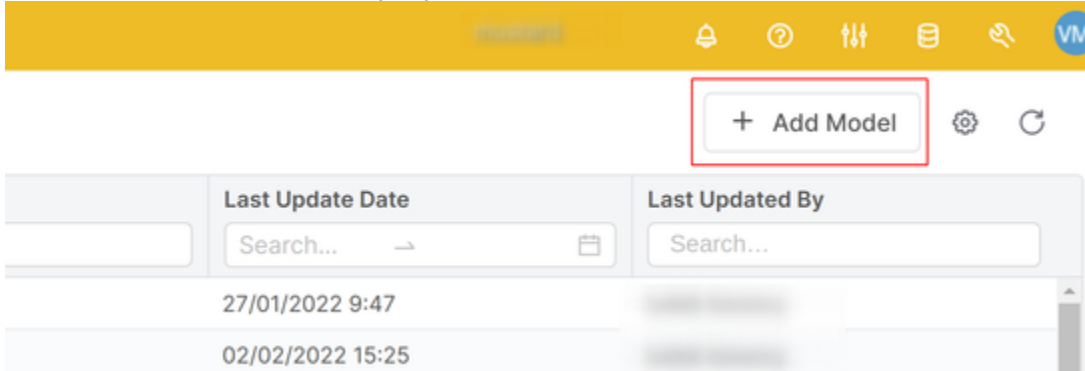 VM
+ Add Model
Last Update Date
Last Updated By
Search...
Search...
27/01/2022 9:47
02/02/2022 15:25